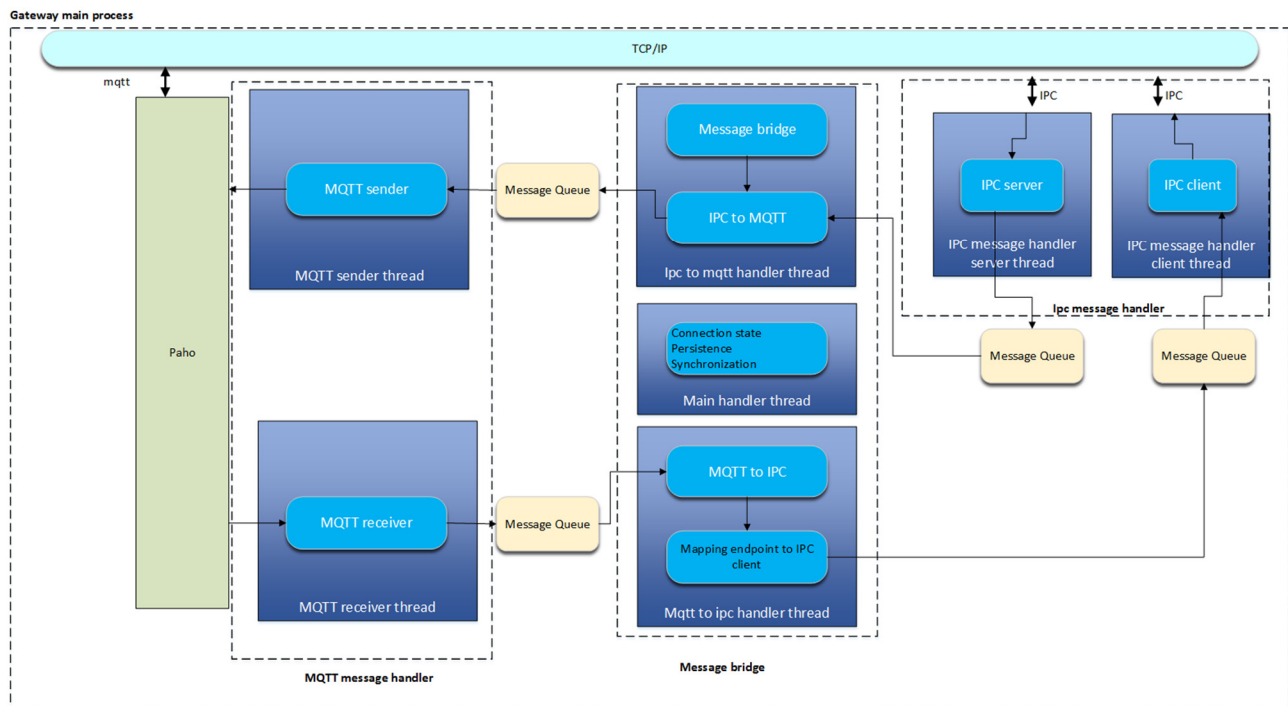 Gateway main process
TCP/IP
mqtt
IPC
IPC
Message bridge
MQTT sender
Message Queue
IPC to MQTT
IPC server
IPC client
MQTT sender thread
Ipc to mqtt handler thread
IPC message handler
server thread
IPC message handler
client thread
Ipc message handler
Connection state
Persistence
Synchronization
Main handler thread
Message Queue
Message Queue
Paho
MQTT to IPC
MQTT receiver
Message Queue
Mapping endpoint to IPC
client
MQTT receiver thread
Mqtt to ipc handler thread
Message bridge
MQTT message handler